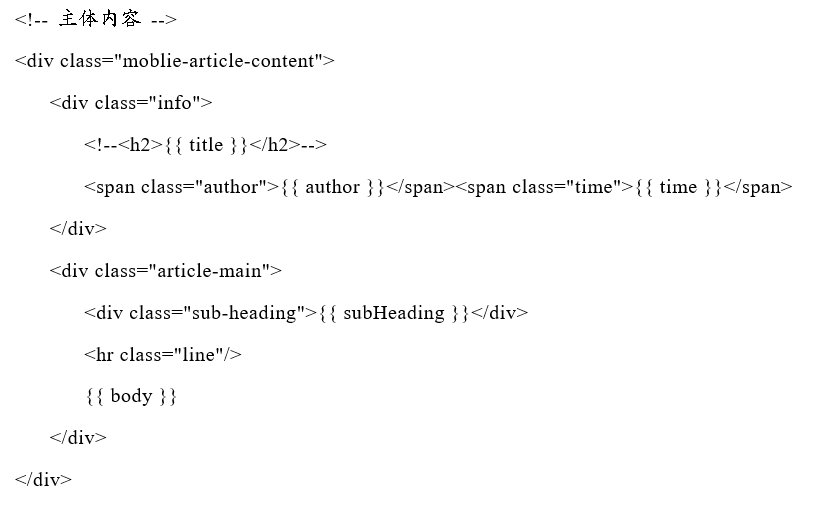 <!-- 主体内容 -->
<div class="moblie-article-content">
<div class="info">
<!--<h2>{{ title }}</h2>-->
<span class="author">{{ author }}</span><span class="time">{{ time }}</span>
</div>
<div class="article-main">
<div class="sub-heading">{{ subHeading }}</div>
<hr class="line"/>
{{ body }}
</div>
</div>